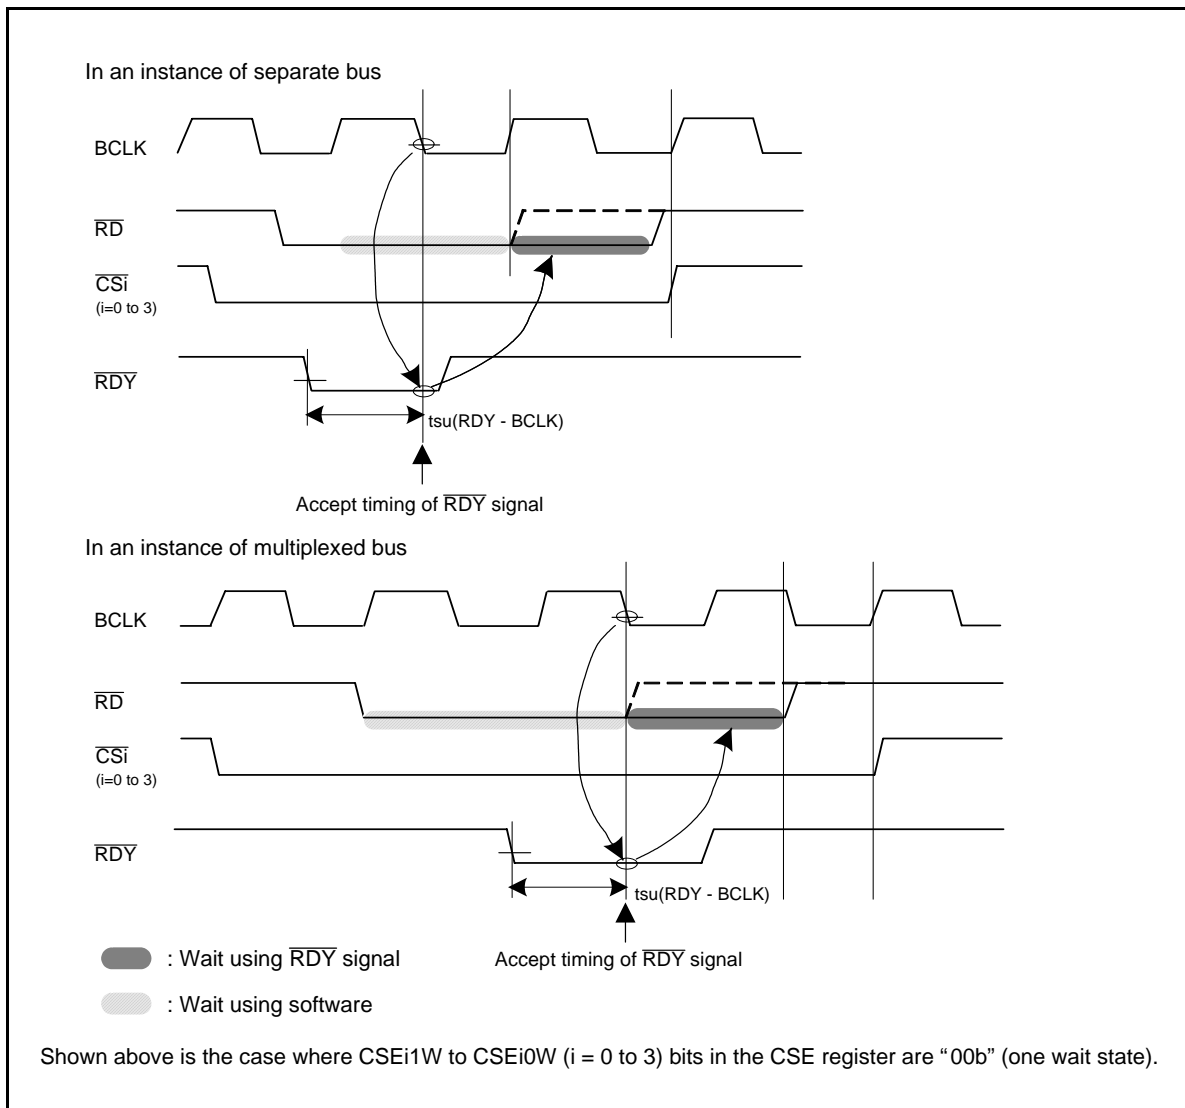 In an instance of separate bus
BCLK
RD
CSi
(i=0 to 3)
RDY
tsu(RDY - BCLK)
Accept timing of RDY signal
In an instance of multiplexed bus
BCLK
RD
CSi
(i=0 to 3)
RDY
tsu(RDY - BCLK)
: Wait using RDY signal
Accept timing of RDY signal
: Wait using software
Shown above is the case where CSEi1W to CSEi0W (i = 0 to 3) bits in the CSE register are “00b” (one wait state).